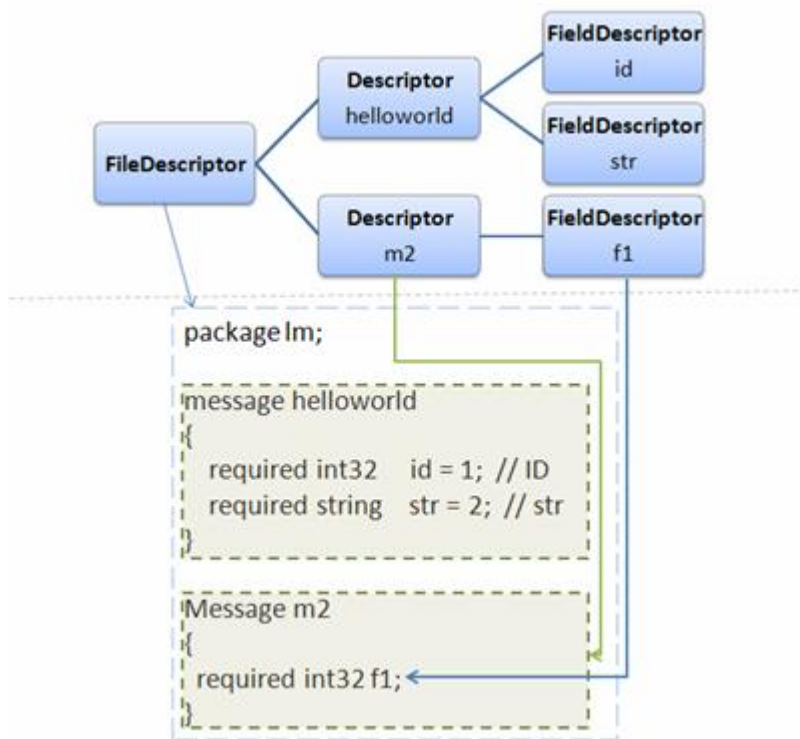 FileDescriptor
Descriptor
helloworld
FieldDescriptor
id
FieldDescriptor
str
Descriptor
m2
FieldDescriptor
f1
package lm;
message helloworld
{
required int32 id = 1; // ID
required string str = 2; // str
}
Message m2
{
required int32 f1;
}